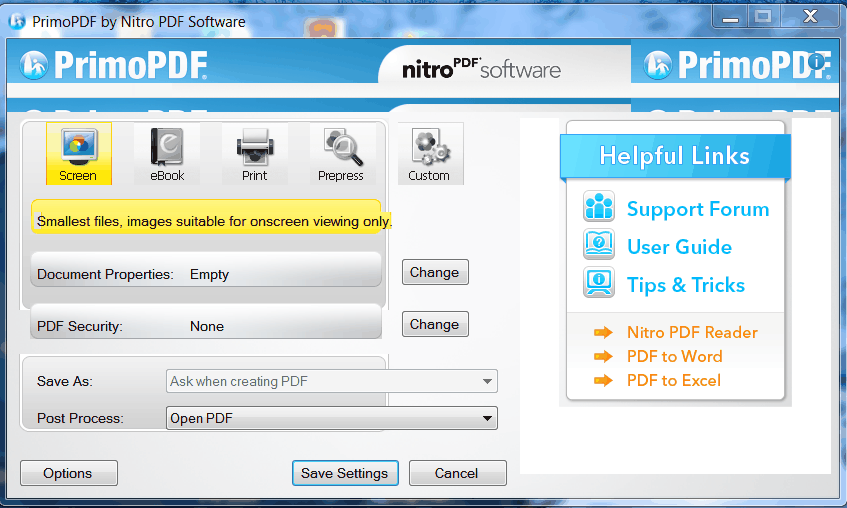 PrimoPDF by Nitro PDF Software
PrimoPDF
nitro PDF software
PrimoPDF
Screen
eBook
Print
Prepress
Custom
Smallest files, images suitable for onscreen viewing only.
Document Properties: Empty
Change
PDF Security: None
Change
Save As: Ask when creating PDF
Post Process: Open PDF
Options
Save Settings
Cancel
Helpful Links
Support Forum
User Guide
Tips & Tricks
Nitro PDF Reader
PDF to Word
PDF to Excel